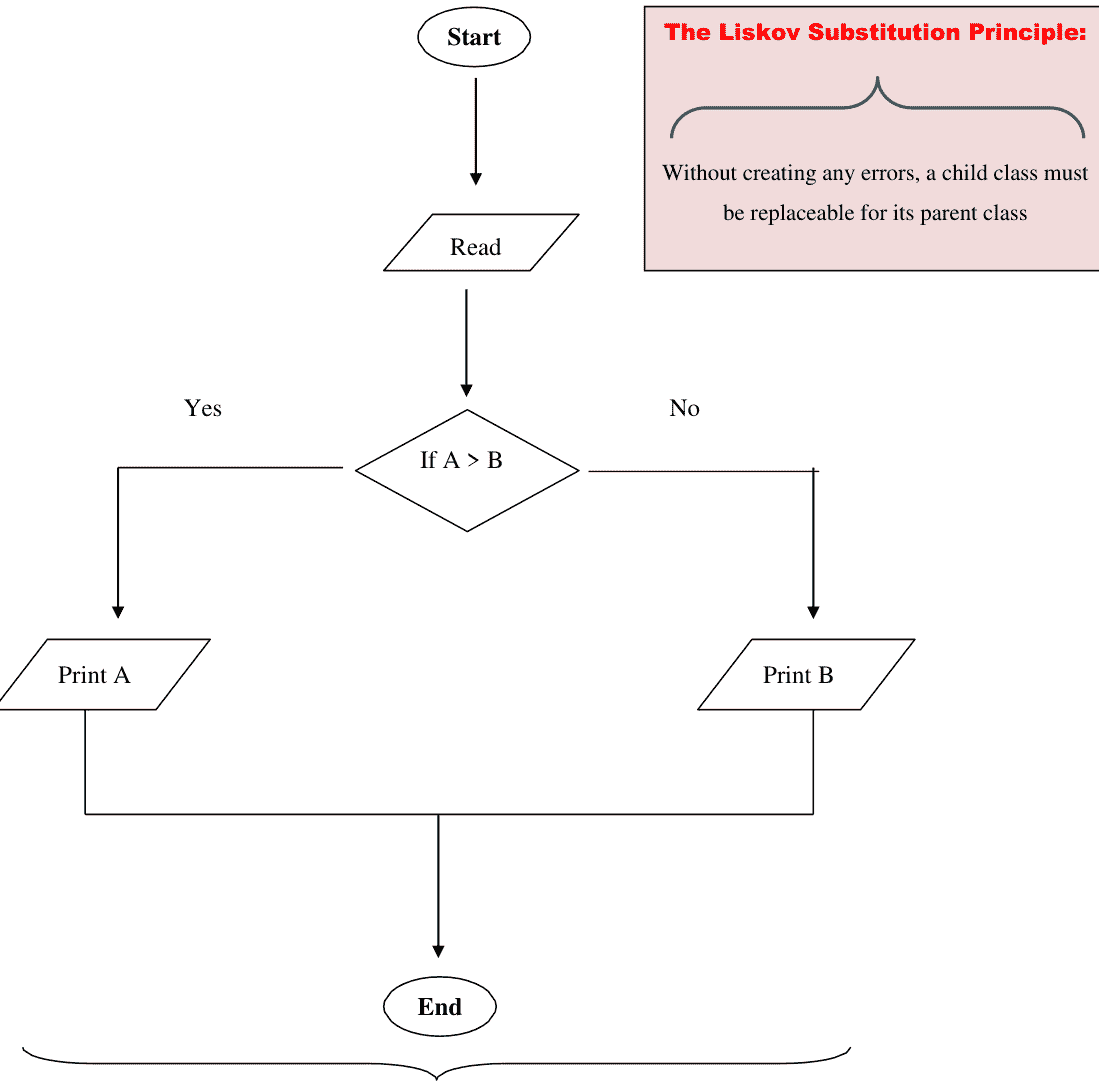 Start
The Liskov Substitution Principle:
Without creating any errors, a child class must
be replaceable for its parent class
Read
Yes
No
If A > B
Print A
Print B
End